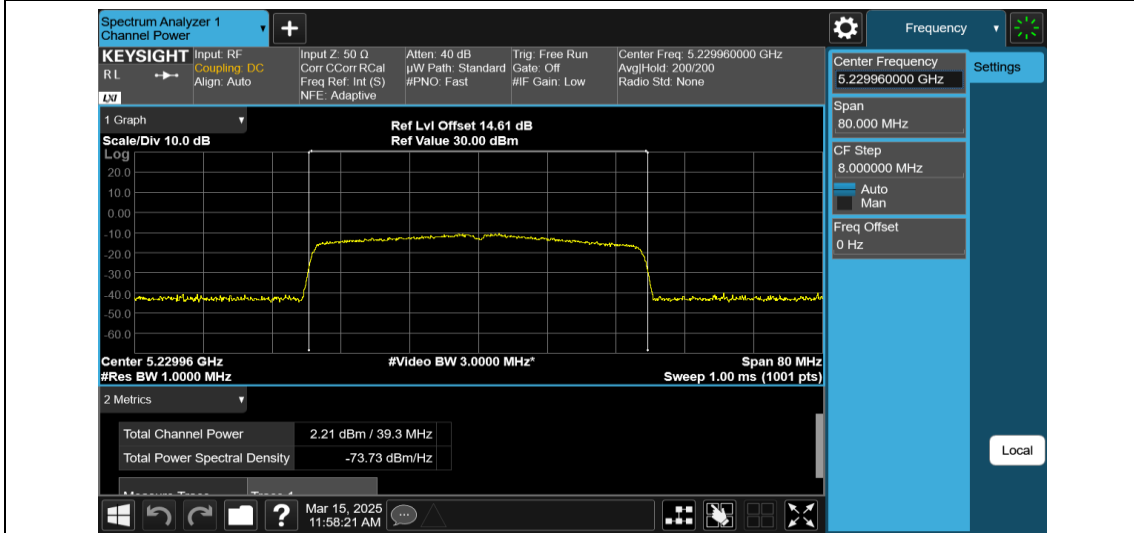 Spectrum Analyzer 1
Channel Power
Frequency
KEYSIGHT
R L
LXI
Input: RF
Coupling: DC
Align: Auto
Input Z: 50 Ω
Corr CCorr RCal
Freq Ref: Int (S)
NFE: Adaptive
Atten: 40 dB
µW Path: Standard
#PNO: Fast
Trig: Free Run
Gate: Off
#IF Gain: Low
Center Freq: 5.229960000 GHz
Avg|Hold: 200/200
Radio Std: None
Center Frequency
5.229960000 GHz
Settings
Span
80.000 MHz
CF Step
8.000000 MHz
Auto
Man
Freq Offset
0 Hz
1 Graph
Scale/Div 10.0 dB
Ref Lvl Offset 14.61 dB
Ref Value 30.00 dBm
Log
20.0
10.0
0.00
-10.0
-20.0
-30.0
-40.0
-50.0
-60.0
Center 5.22996 GHz
#Video BW 3.0000 MHz*
Span 80 MHz
#Res BW 1.0000 MHz
Sweep 1.00 ms (1001 pts)
2 Metrics
Total Channel Power 2.21 dBm / 39.3 MHz
Total Power Spectral Density -73.73 dBm/Hz
Local
?
Mar 15, 2025
11:58:21 AM